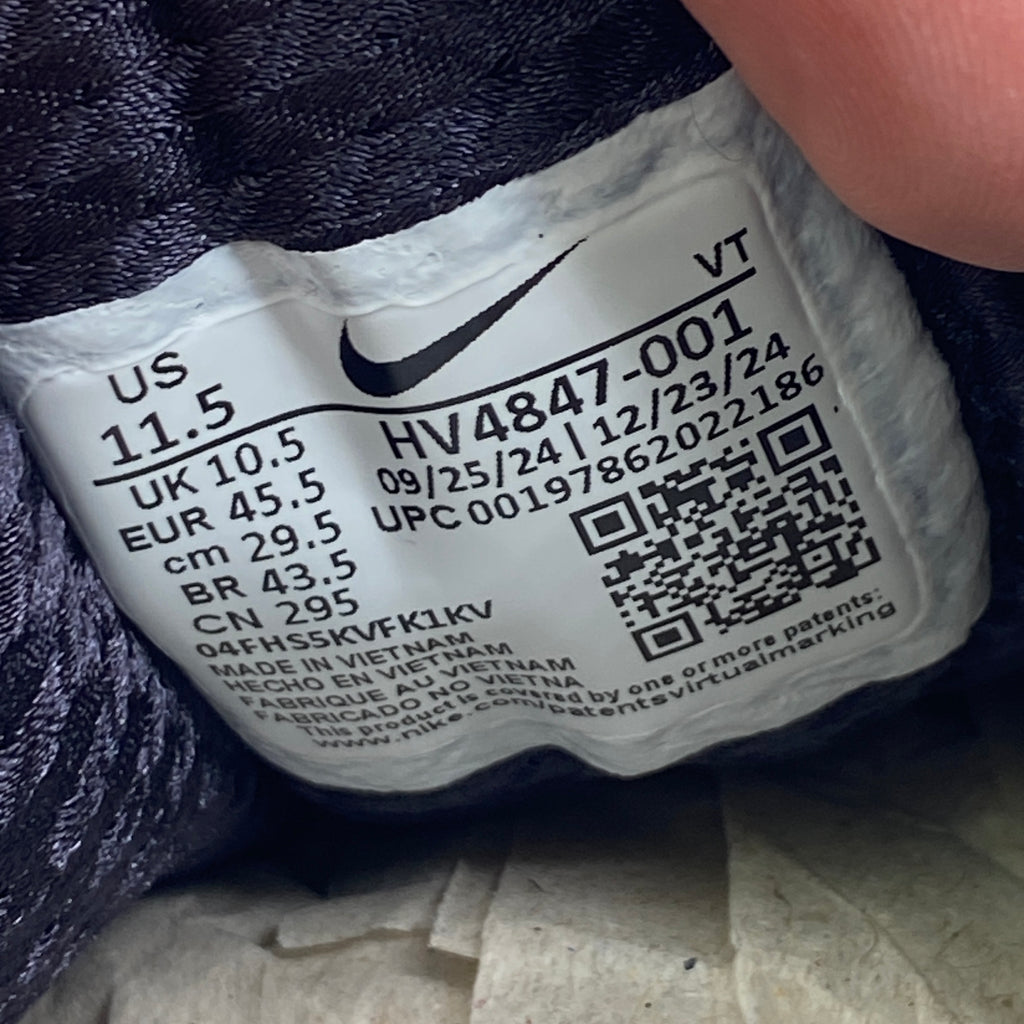 US
11.5
VT
UK 10.5
EUR 45.5
cm 29.5
BR 43.5
CN 295
HV4847-001
09/25/24 | 12/23/24
UPC 00197862022186
04FHS5KVFK1KV
MADE IN VIETNAM
HECHO EN VIETNAM
FABRIQUE AU VIETNAM
FABRICADO NO VIETNA
This product is covered by one or more patents:
www.nike.com/patentsvirtualmarking